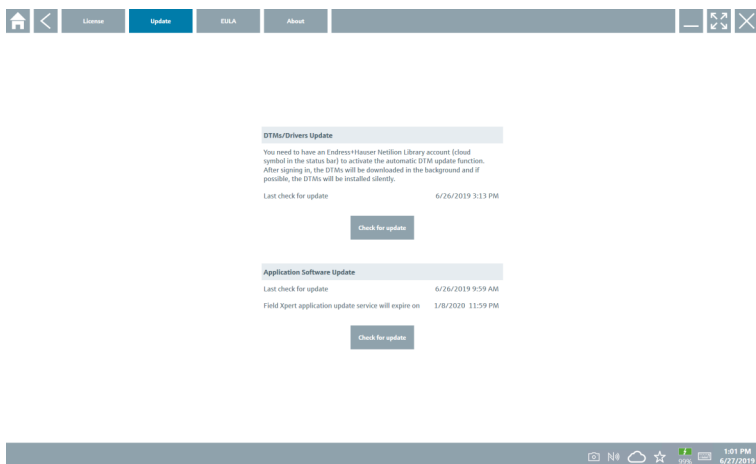 License Update EULA About
DTMs/Drivers Update
You need to have an Endress+Hauser Netilion Library account (cloud
symbol in the status bar) to activate the automatic DTM update function.
After signing in, the DTMs will be downloaded in the background and if
possible, the DTMs will be installed silently.
Last check for update 6/26/2019 3:13 PM
Check for update
Application Software Update
Last check for update 6/26/2019 9:59 AM
Field Xpert application update service will expire on 1/8/2020 11:59 PM
Check for update
99%
1:01 PM
6/27/2019